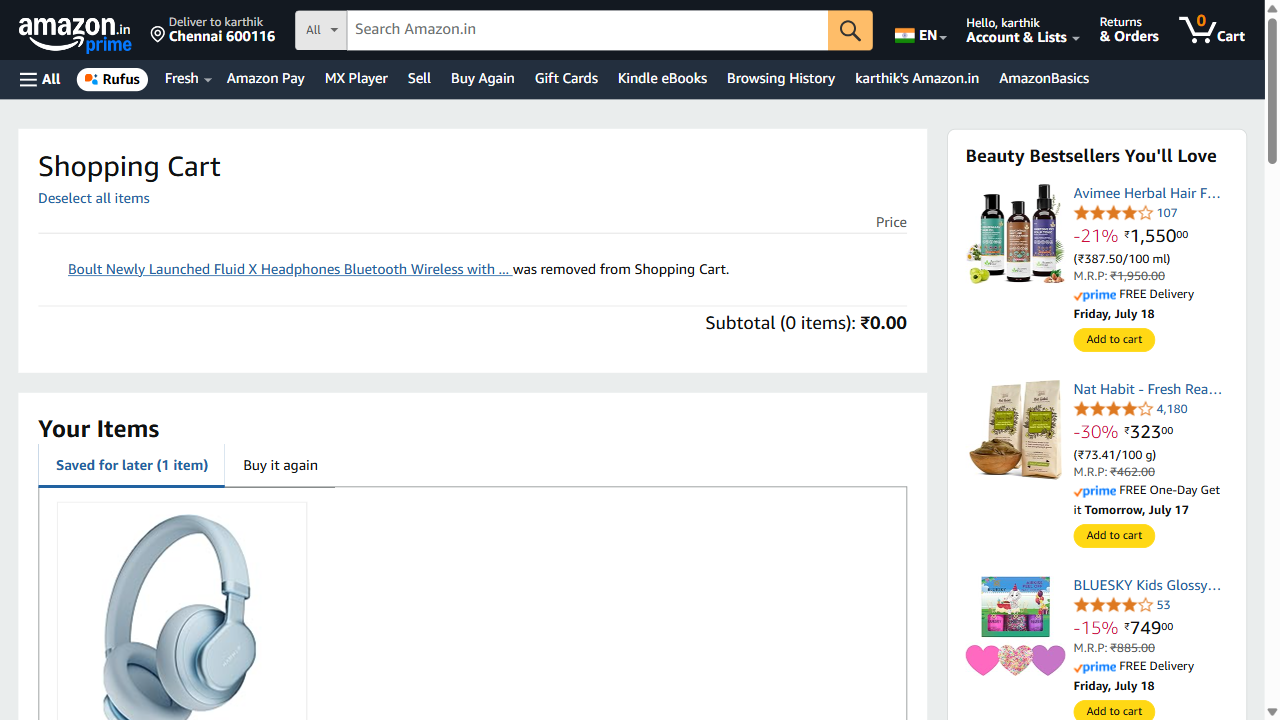 amazon.in
prime
Deliver to karthik
Chennai 600116
All
Search Amazon.in
EN
Hello, karthik
Account & Lists
Returns
& Orders
0
Cart
All
Rufus
Fresh
Amazon Pay
MX Player
Sell
Buy Again
Gift Cards
Kindle eBooks
Browsing History
karthik's Amazon.in
AmazonBasics
Shopping Cart
Deselect all items
Price
Boult Newly Launched Fluid X Headphones Bluetooth Wireless with ... was removed from Shopping Cart.
Subtotal (0 items): ₹0.00
Your Items
Saved for later (1 item)
Buy it again
Beauty Bestsellers You'll Love
Avimee Herbal Hair F...
107
-21% ₹1,55000
(₹387.50/100 ml)
M.R.P: ₹1,950.00
prime FREE Delivery
Friday, July 18
Add to cart
Nat Habit - Fresh Rea...
4,180
-30% ₹32300
(₹73.41/100 g)
M.R.P: ₹462.00
prime FREE One-Day Get
it Tomorrow, July 17
Add to cart
BLUESKY Kids Glossy...
53
-15% ₹74900
M.R.P: ₹885.00
prime FREE Delivery
Friday, July 18
Add to cart